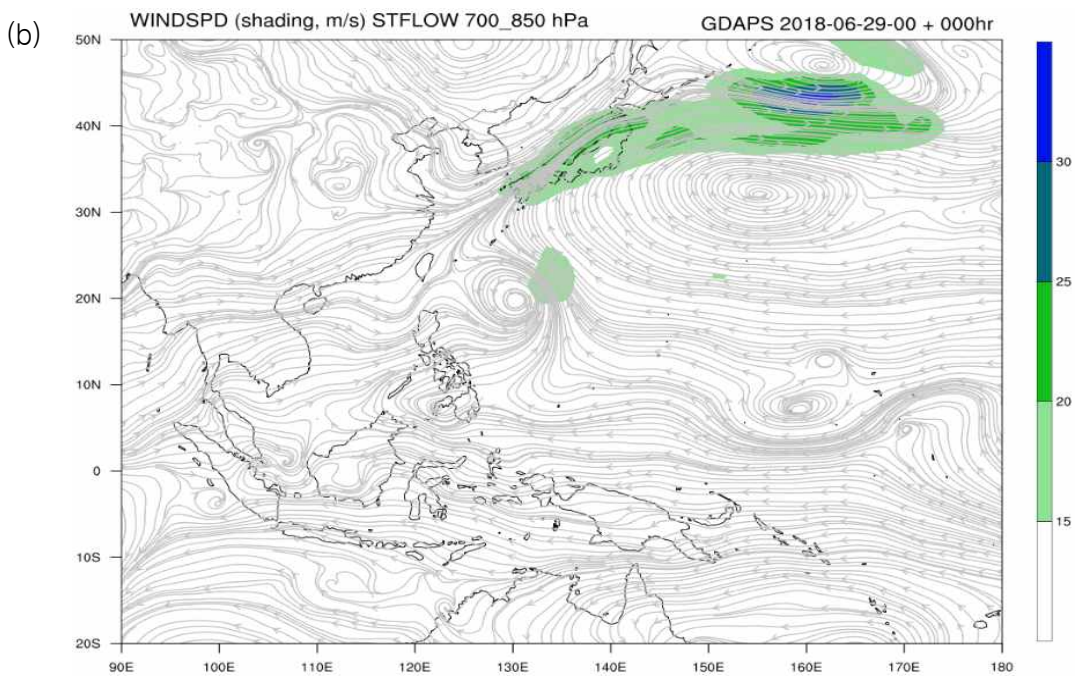 (b)
WINDSPD (shading, m/s) STFLOW 700_850 hPa GDAPS 2018-06-29-00 + 000hr
50N
40N
30N
20N
10N
0
10S
20S
90E 100E 110E 120E 130E 140E 150E 160E 170E 180
30
25
20
15